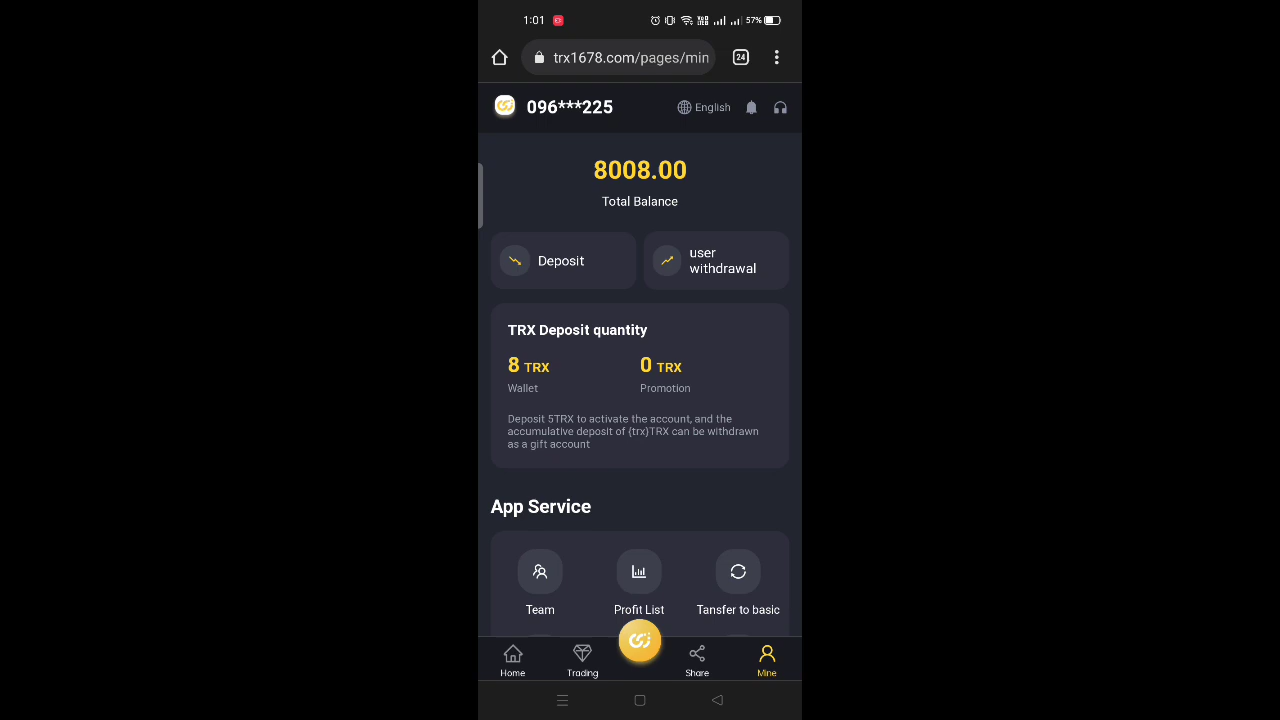 1:01
57%
trx1678.com/pages/min
24
096***225
English
8008.00
Total Balance
Deposit
user
withdrawal
TRX Deposit quantity
8 TRX
0 TRX
Wallet
Promotion
Deposit 5TRX to activate the account, and the
accumulative deposit of {trx}TRX can be withdrawn
as a gift account
App Service
Team
Profit List
Tansfer to basic
Home
Trading
Share
Mine